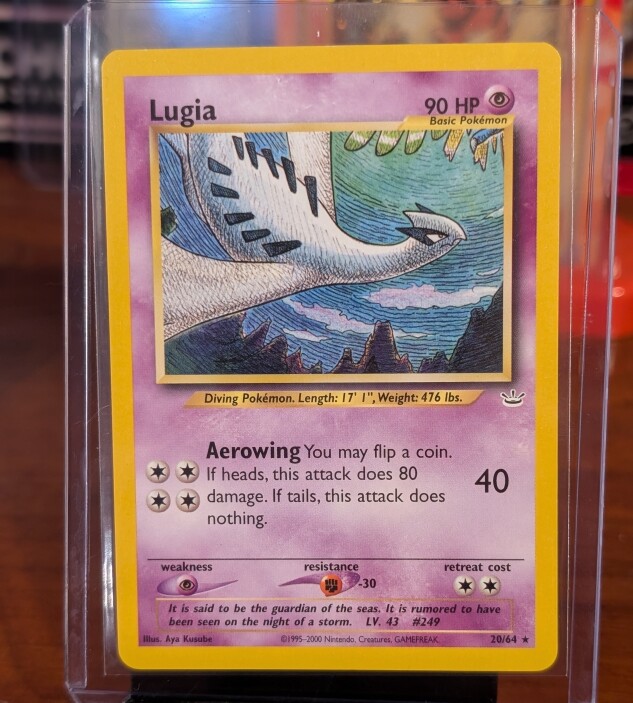 Lugia
90 HP
Basic Pokémon
Diving Pokémon. Length: 17' 1", Weight: 476 lbs.
Aerowing You may flip a coin.
If heads, this attack does 80
damage. If tails, this attack does
nothing.
40
weakness
resistance
-30
retreat cost
It is said to be the guardian of the seas. It is rumored to have
been seen on the night of a storm. LV. 43 #249
Illus. Aya Kusube
©1995-2000 Nintendo, Creatures, GAMEFREAK.
20/64